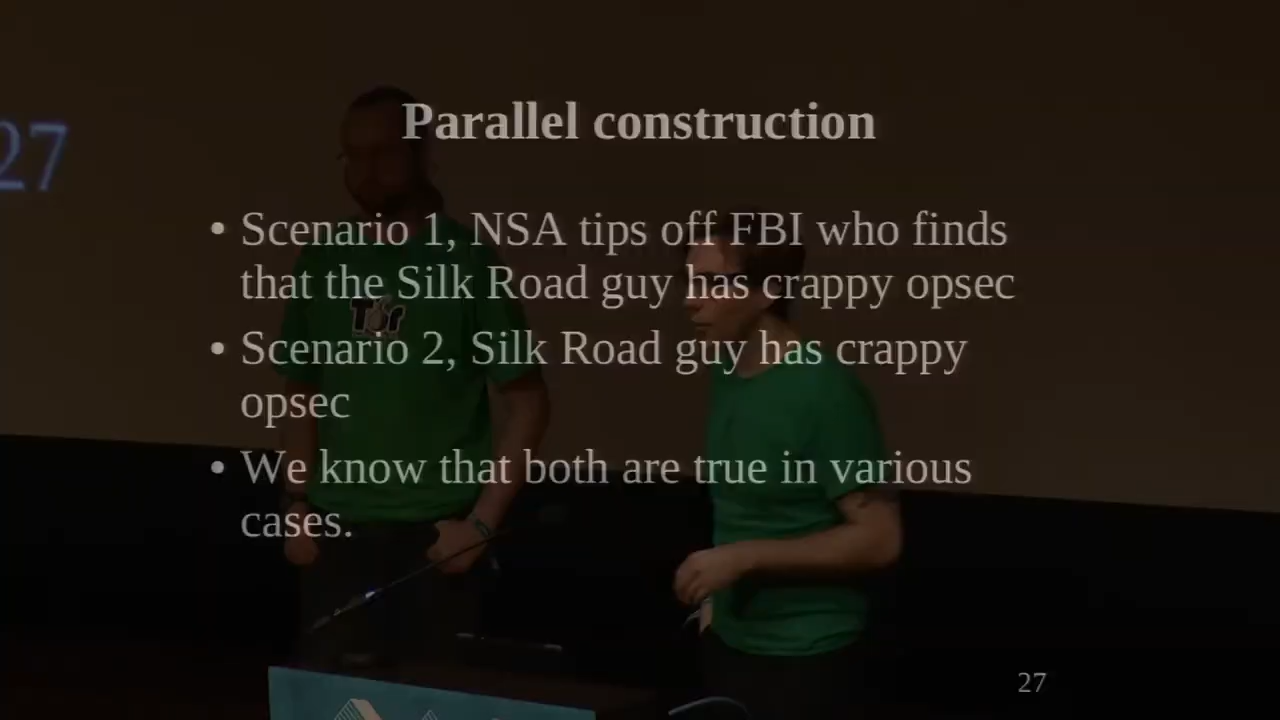 Parallel construction
27
• Scenario 1, NSA tips off FBI who finds
that the Silk Road guy has crappy opsec
Tor
• Scenario 2, Silk Road guy has crappy
opsec
• We know that both are true in various
cases.
27